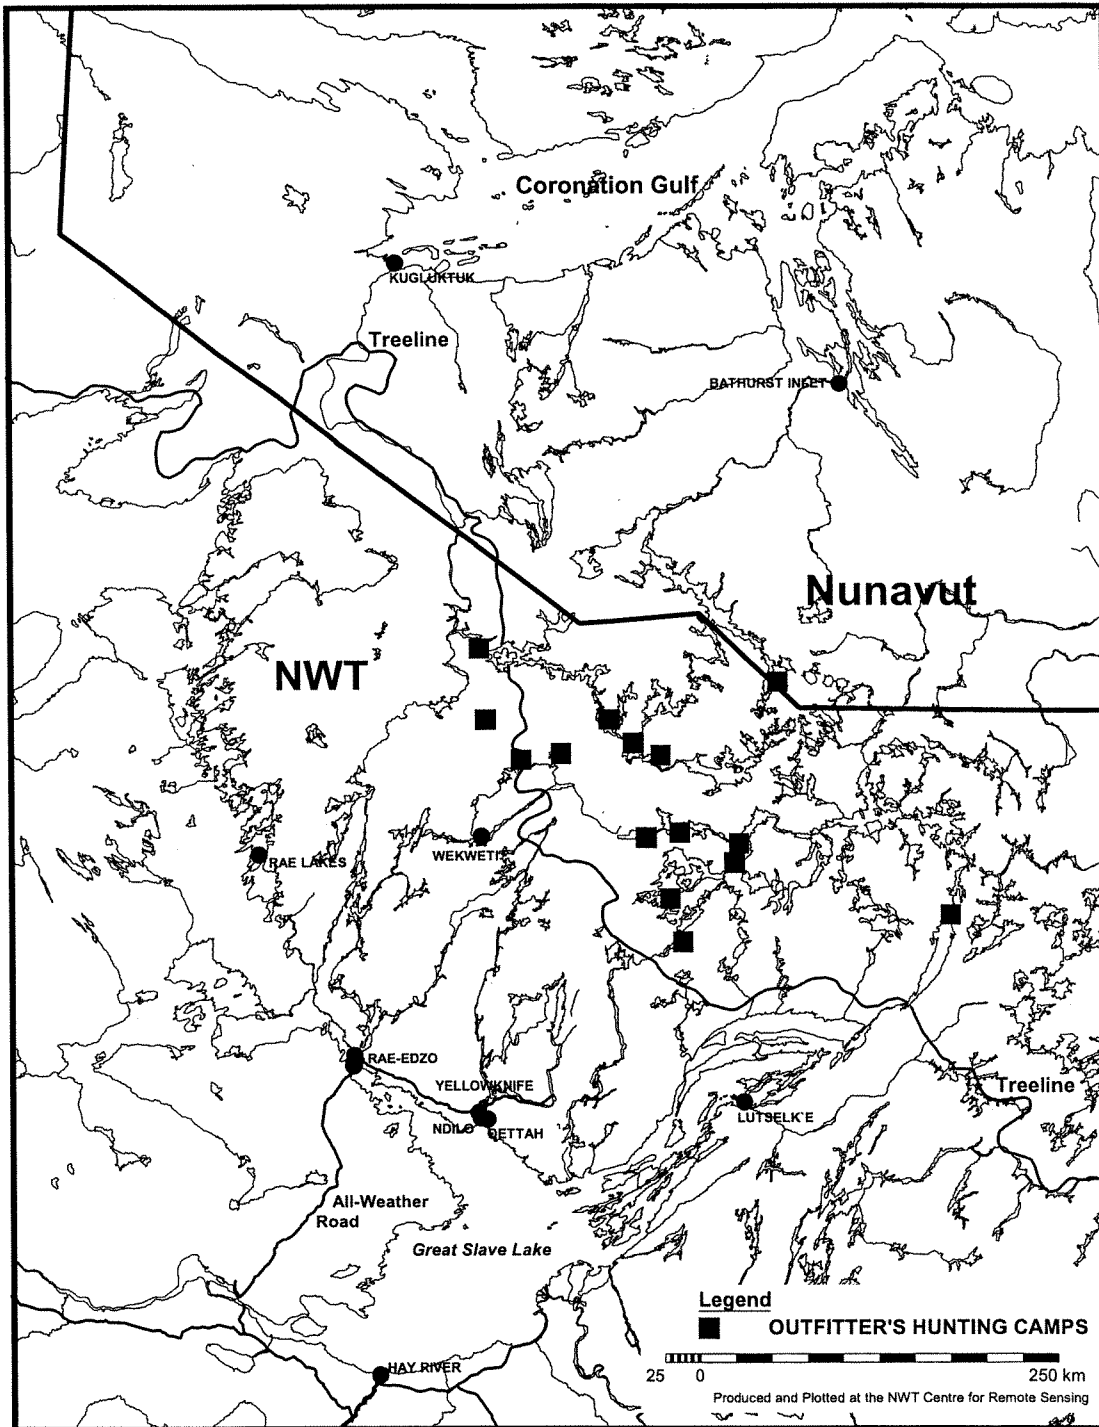 Coronation Gulf
KUGLUKTUK
Treeline
BATHURST INLET
Nunavut
NWT
WEKWETI
RAE LAKES
RAE-EDZO
YELLOWKNIFE
NDILO
DETTAH
LUTSELK'E
Treeline
All-Weather
Road
Great Slave Lake
Legend
OUTFITTER'S HUNTING CAMPS
HAY RIVER
25 0 250 km
Produced and Plotted at the NWT Centre for Remote Sensing